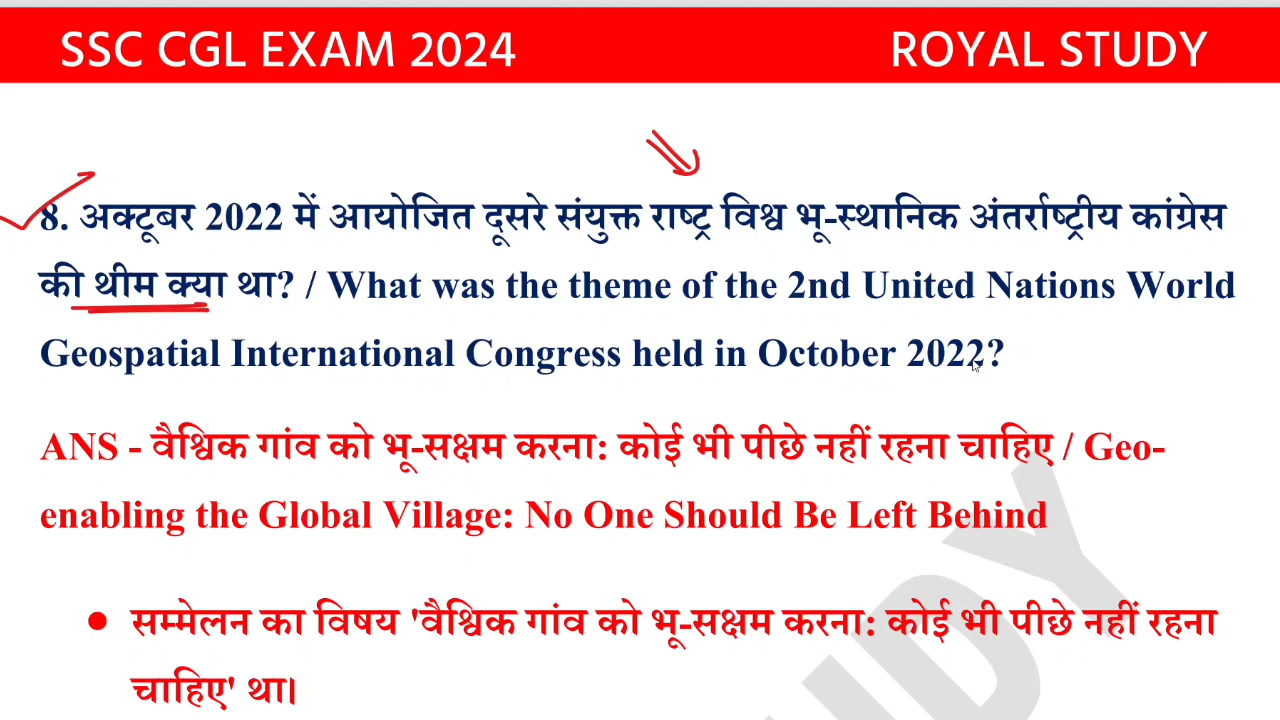 SSC CGL EXAM 2024 ROYAL STUDY
8. अक्टूबर 2022 में आयोजित दूसरे संयुक्त राष्ट्र विश्व भू-स्थानिक अंतर्राष्ट्रीय कांग्रेस
की थीम क्या था? / What was the theme of the 2nd United Nations World
Geospatial International Congress held in October 2022?
ANS - वैश्विक गांव को भू-सक्षम करना: कोई भी पीछे नहीं रहना चाहिए / Geo-
enabling the Global Village: No One Should Be Left Behind
• सम्मेलन का विषय 'वैश्विक गांव को भू-सक्षम करना: कोई भी पीछे नहीं रहना
चाहिए' था।